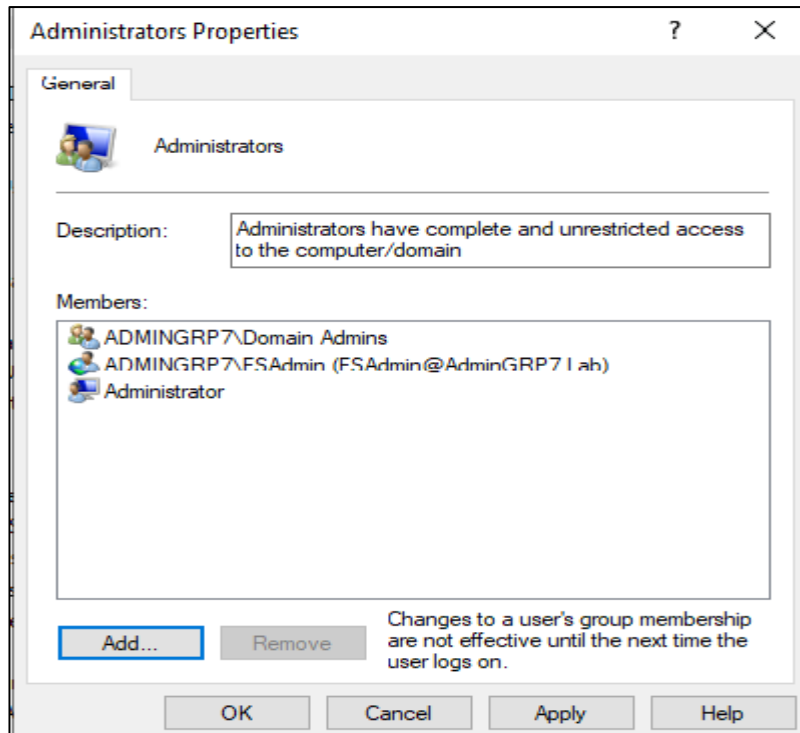 Administrators Properties
?
General
Administrators
Description:
Administrators have complete and unrestricted access
to the computer/domain
Members:
ADMINGRP7\Domain Admins
ADMINGRP7\FSAdmin (FSAdmin@AdminGRP7.Lab)
Administrator
Add...
Remove
Changes to a user's group membership
are not effective until the next time the
user logs on.
OK
Cancel
Apply
Help